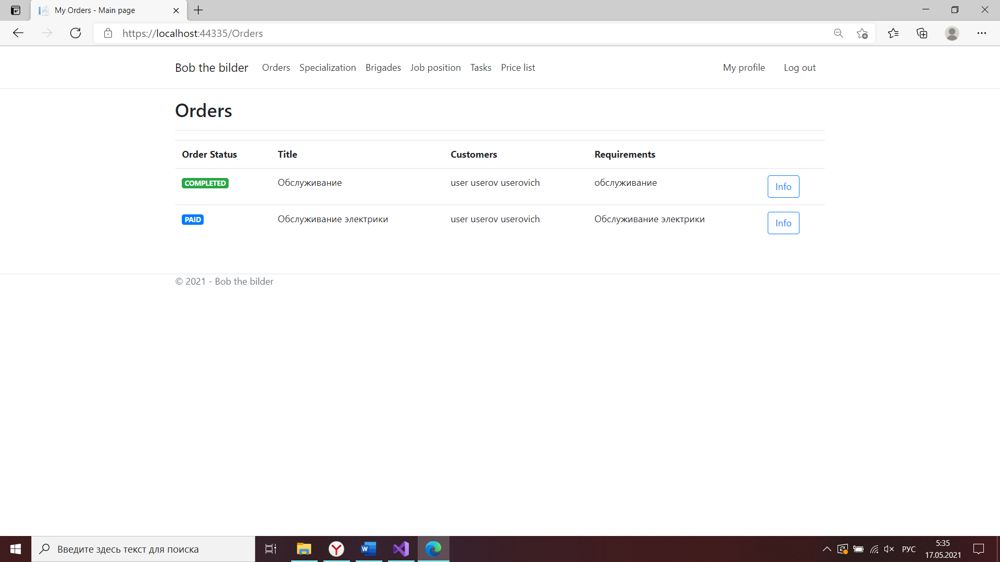 My Orders - Main page
https://localhost:44335/Orders
Bob the bilder Orders Specialization Brigades Job position Tasks Price list My profile Log out
Orders
Order Status Title Customers Requirements
COMPLETED Обслуживание user userov userovich обслуживание Info
PAID Обслуживание электрики user userov userovich Обслуживание электрики Info
© 2021 - Bob the bilder
Введите здесь текст для поиска
W
РУС
5:35
17.05.2021